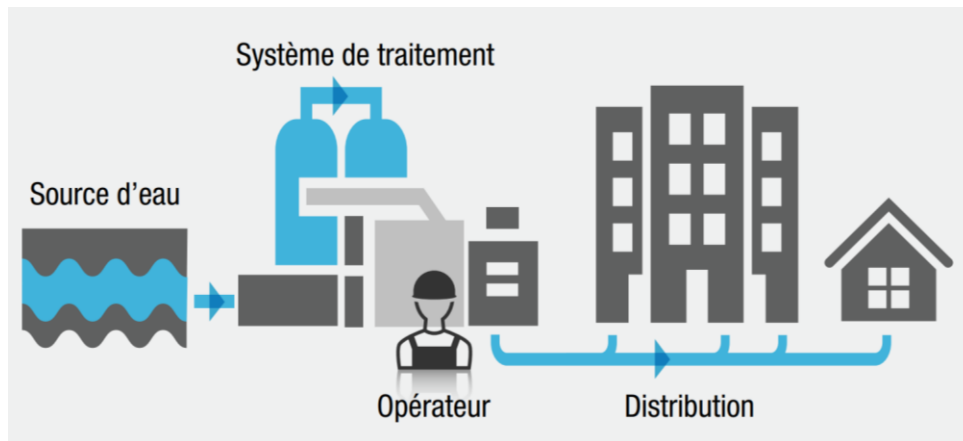 Système de traitement
Source d’eau
Opérateur
Distribution